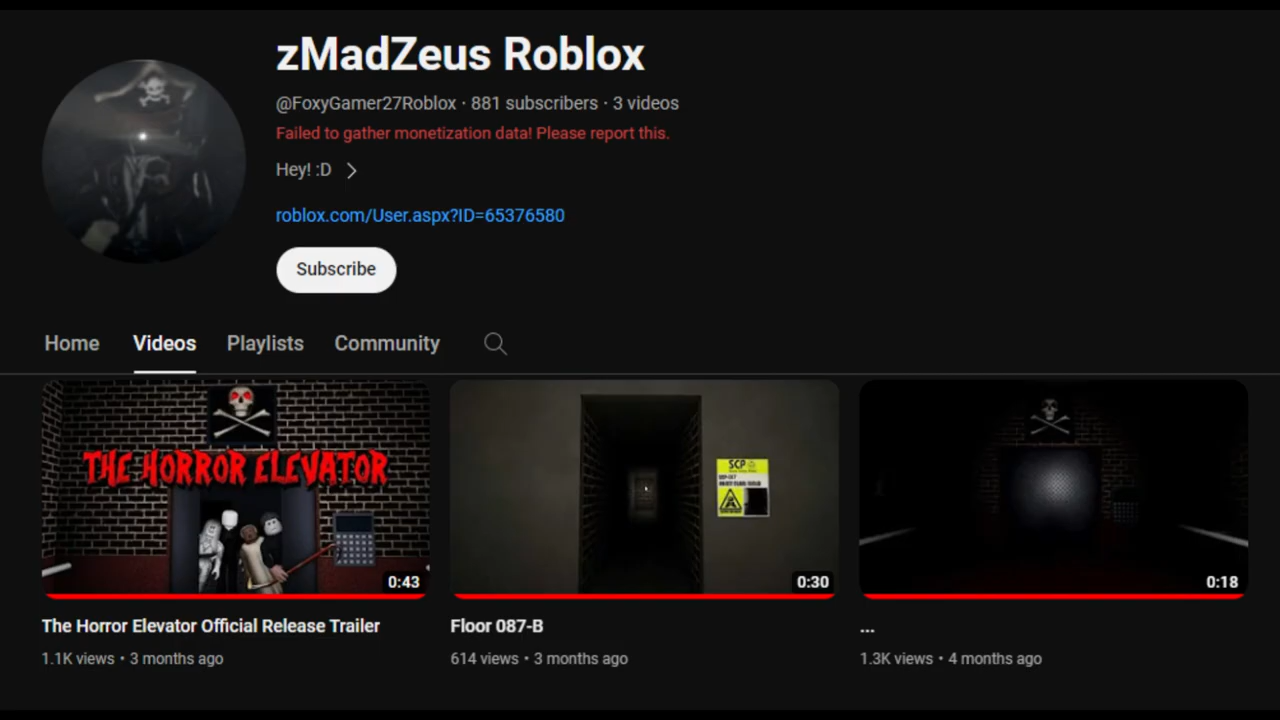 zMadZeus Roblox
@FoxyGamer27Roblox · 881 subscribers · 3 videos
Failed to gather monetization data! Please report this.
Hey! :D
roblox.com/User.aspx?ID=65376580
Subscribe
Home Videos Playlists Community
THE HORROR ELEVATOR
SCP
0:43 0:30 0:18
The Horror Elevator Official Release Trailer
1.1K views • 3 months ago
Floor 087-B
614 views • 3 months ago
...
1.3K views • 4 months ago